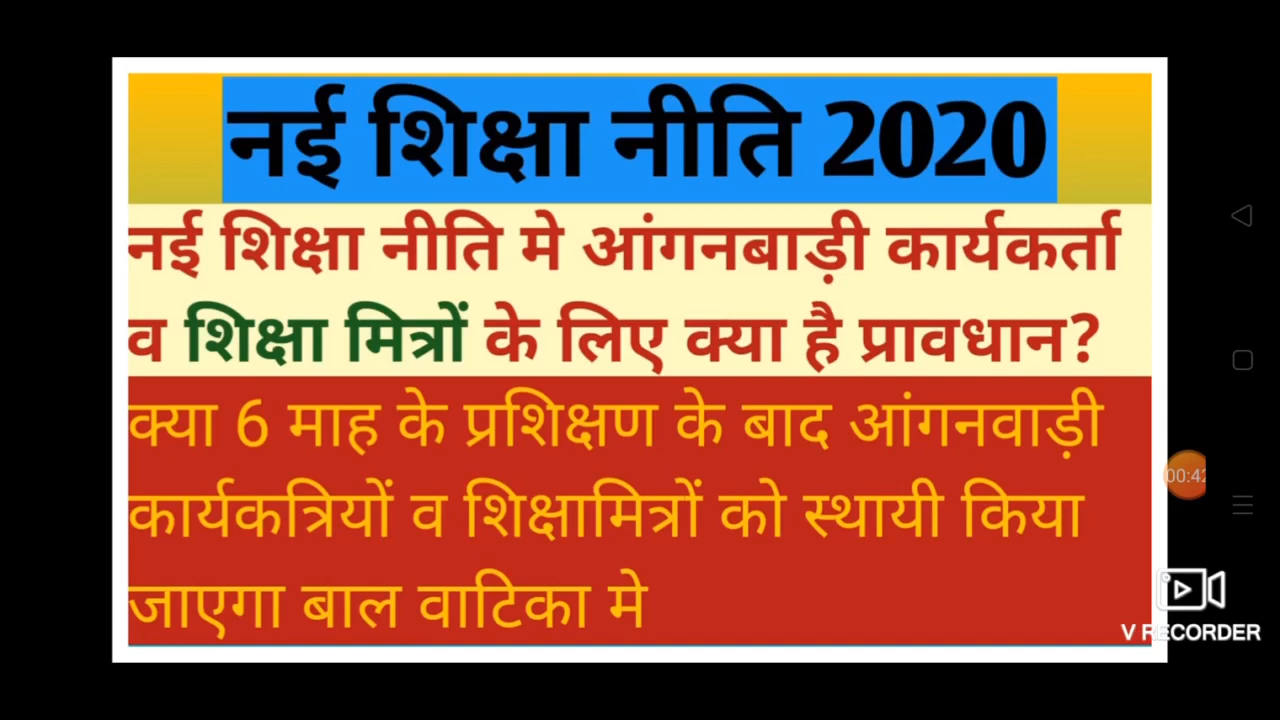 नई शिक्षा नीति 2020
नई शिक्षा नीति मे आंगनबाड़ी कार्यकर्ता
व शिक्षा मित्रों के लिए क्या है प्रावधान?
क्या 6 माह के प्रशिक्षण के बाद आंगनवाड़ी
कार्यकत्रियों व शिक्षामित्रों को स्थायी किया
जाएगा बाल वाटिका मे
00:42
V RECORDER